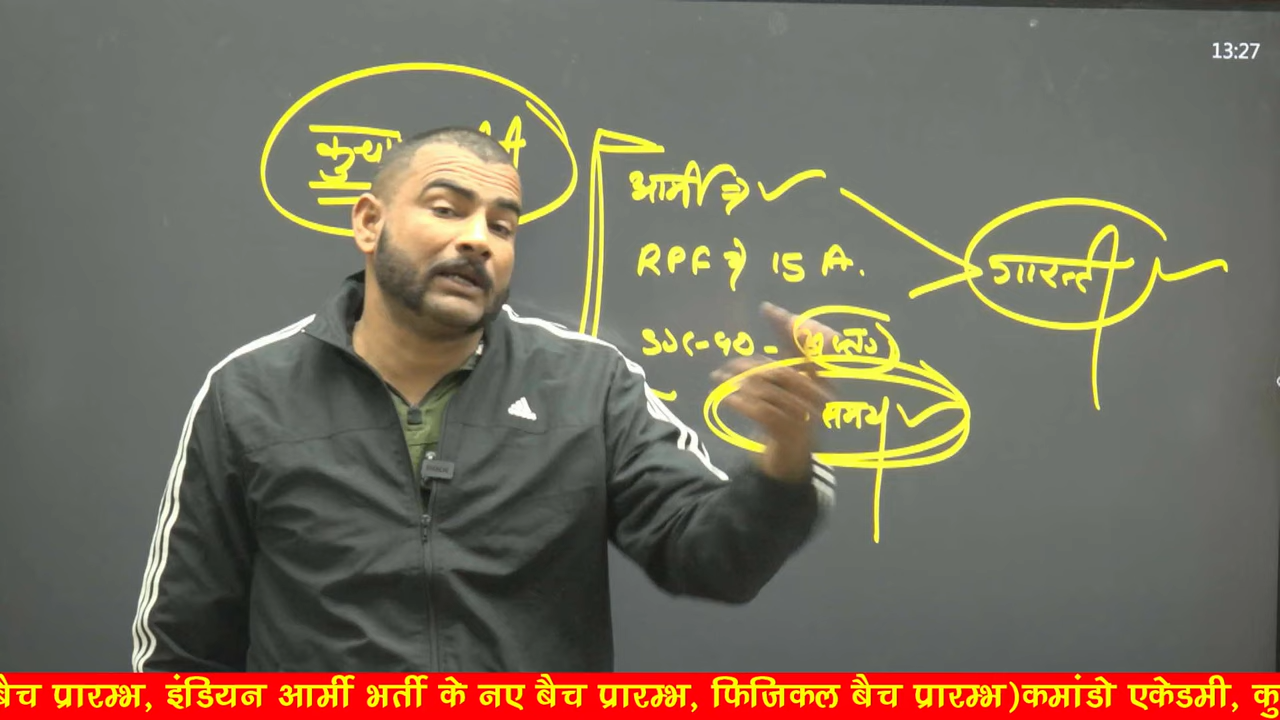 13:27
आर्मी ⇒ ✓
RPF ⇒ 15 A.
समय ✓
गारन्टी ✓
बैच प्रारम्भ, इंडियन आर्मी भर्ती के नए बैच प्रारम्भ, फिजिकल बैच प्रारम्भ)कमांडो एकेडमी, कु